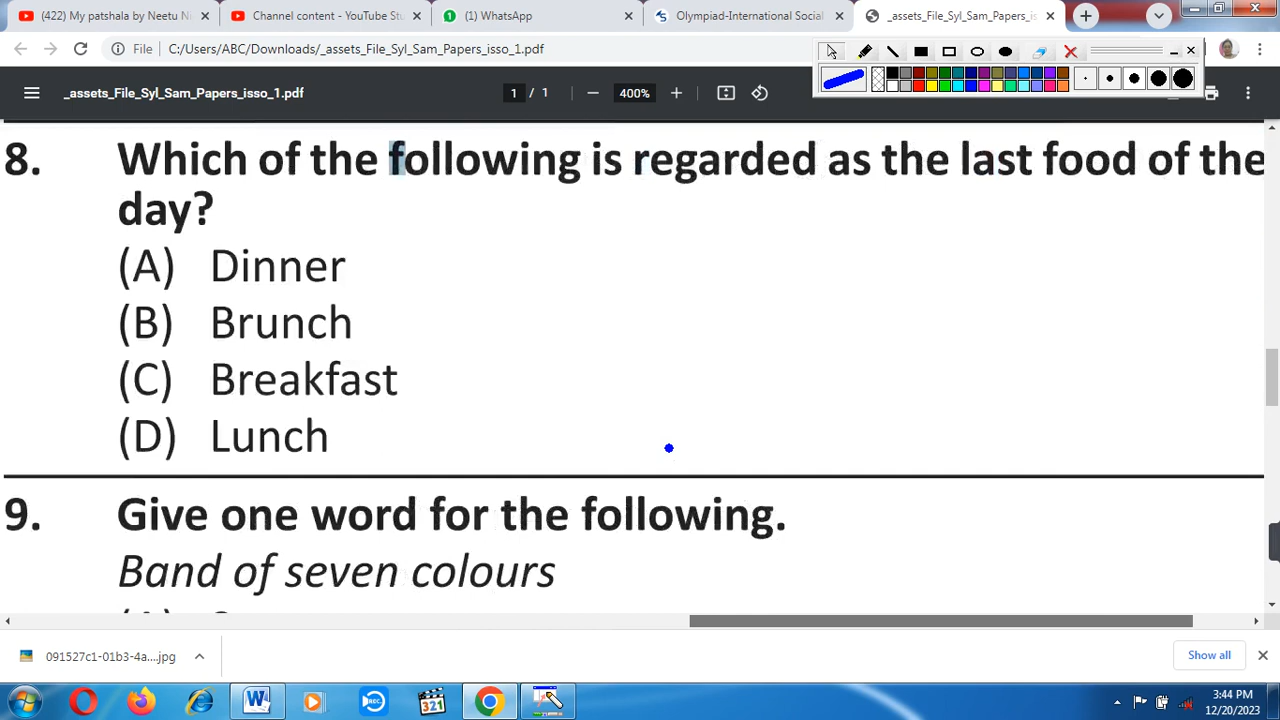 (422) My patshala by Neetu N
Channel content - YouTube St
(1) WhatsApp
Olympiad-International Social
_assets_File_Syl_Sam_Papers_is
File
C:/Users/ABC/Downloads/_assets_File_Syl_Sam_Papers_isso_1.pdf
_assets_File_Syl_Sam_Papers_isso_1.pdf
1 / 1
400%
8. Which of the following is regarded as the last food of the
day?
(A) Dinner
(B) Brunch
(C) Breakfast
(D) Lunch
9. Give one word for the following.
Band of seven colours
091527c1-01b3-4a....jpg
Show all
3:44 PM
12/20/2023